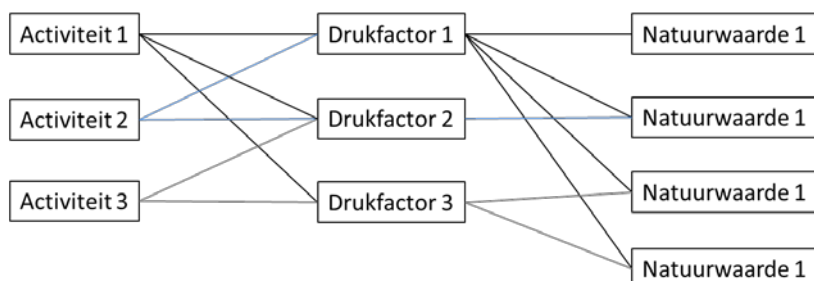 Activiteit 1
Drukfactor 1
Natuurwaarde 1
Activiteit 2
Drukfactor 2
Natuurwaarde 1
Activiteit 3
Drukfactor 3
Natuurwaarde 1
Natuurwaarde 1